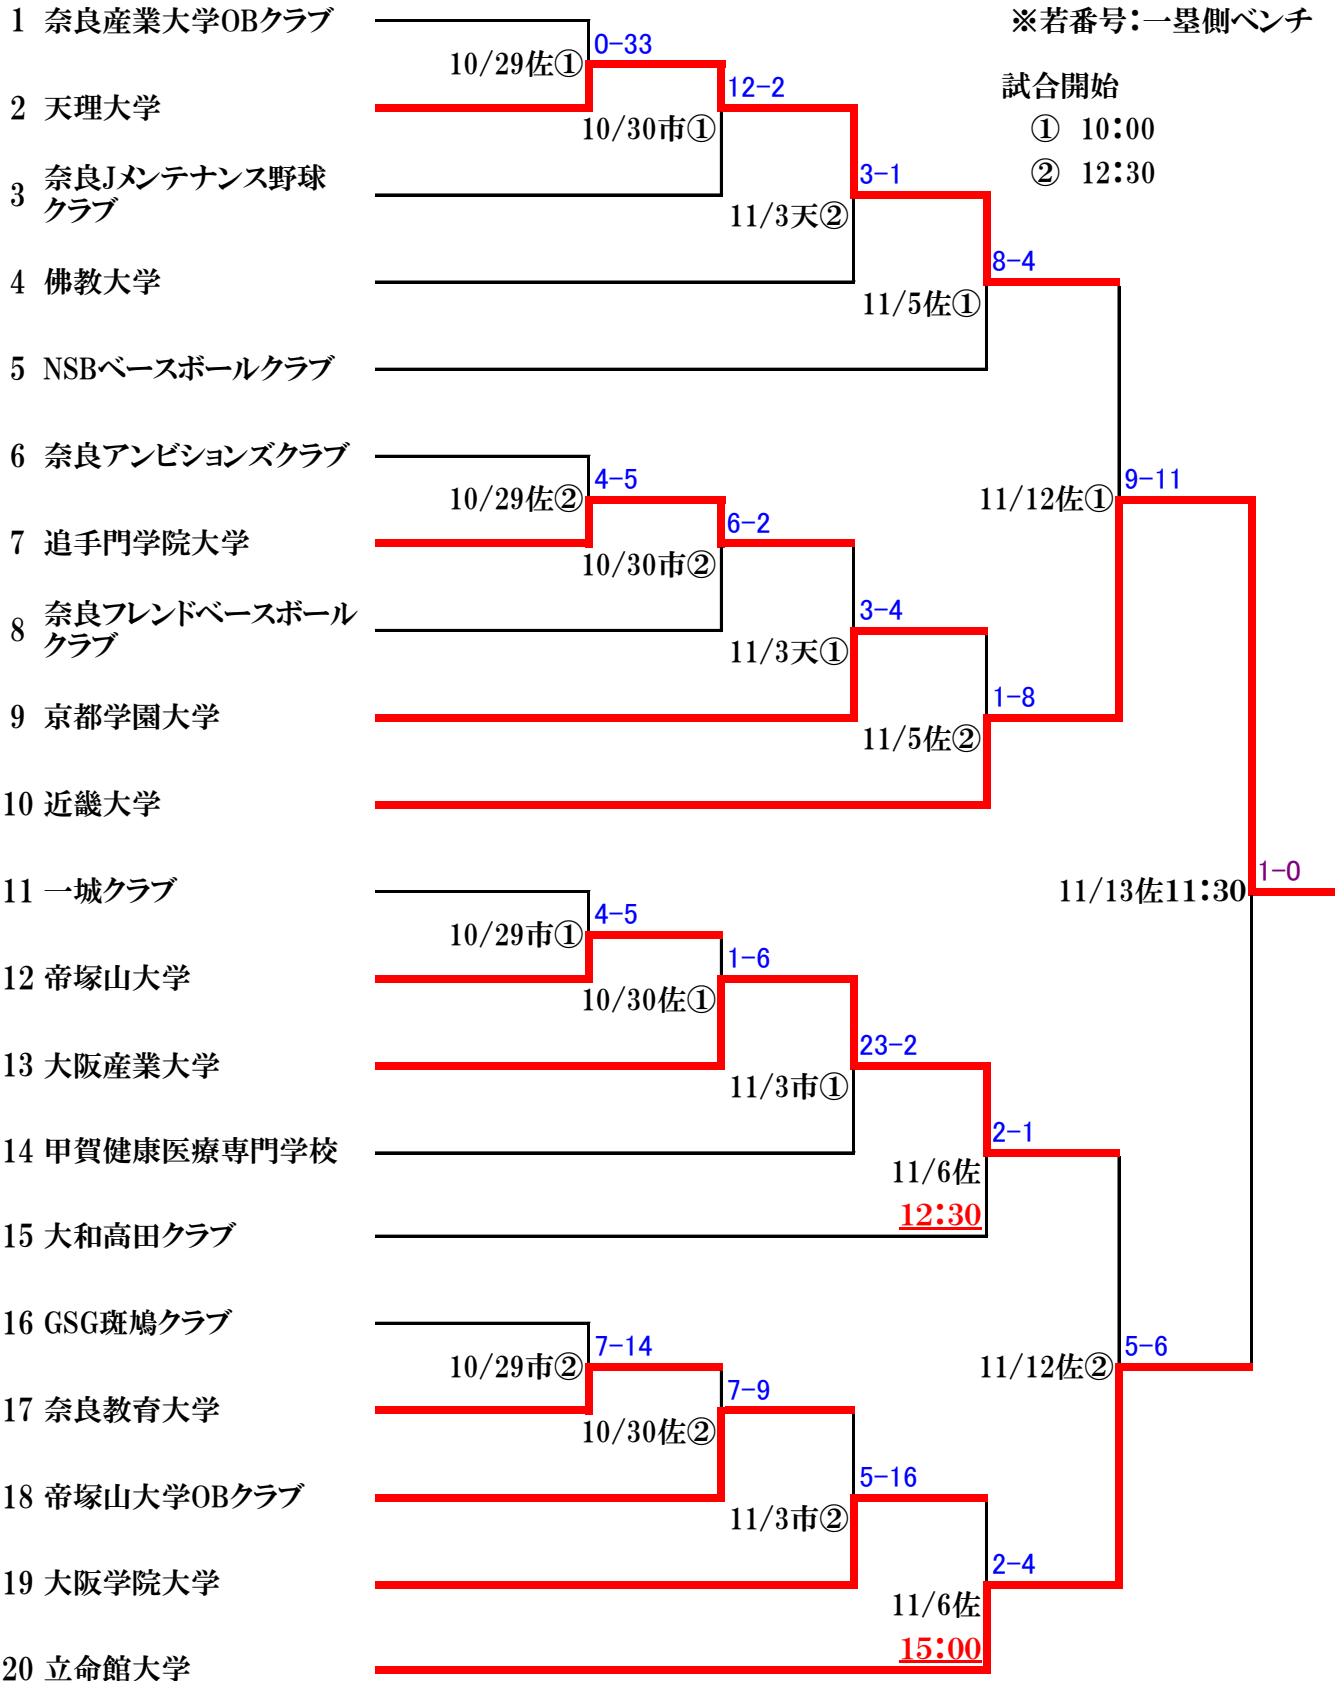 1 奈良産業大学OBクラブ
※若番号：一塁側ベンチ
0-33
10/29佐①
試合開始
12-2
2 天理大学
10/30市①
① 10：00
3-1
② 12：30
3 奈良Jメンテナンス野球
クラブ
11/3天②
8-4
4 佛教大学
11/5佐①
5 NSBベースボールクラブ
6 奈良アンビションズクラブ
4-5
9-11
10/29佐②
11/12佐①
6-2
7 追手門学院大学
10/30市②
3-4
8 奈良フレンドベースボール
クラブ
11/3天①
1-8
9 京都学園大学
11/5佐②
10 近畿大学
1-0
11 一城クラブ
11/13佐11：30
4-5
10/29市①
1-6
12 帝塚山大学
10/30佐①
23-2
13 大阪産業大学
11/3市①
2-1
14 甲賀健康医療専門学校
11/6佐
12：30
15 大和高田クラブ
16 GSG斑鳩クラブ
7-14
5-6
10/29市②
11/12佐②
7-9
17 奈良教育大学
10/30佐②
5-16
18 帝塚山大学OBクラブ
11/3市②
2-4
19 大阪学院大学
11/6佐
15：00
20 立命館大学